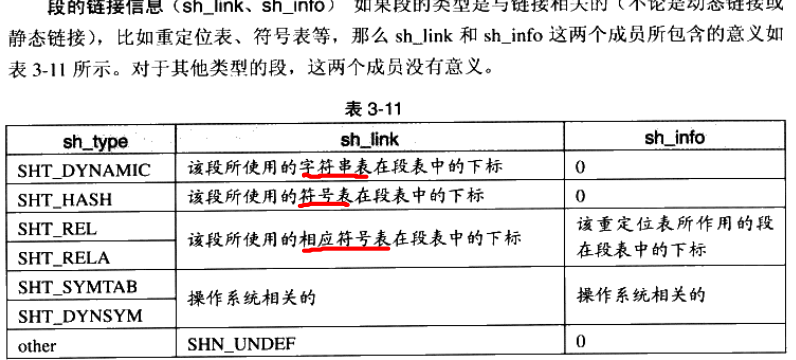 段的链接信息（sh_link、sh_info） 如果段的类型是与链接相关的（不论是动态链接或
静态链接），比如重定位表、符号表等，那么 sh_link 和 sh_info 这两个成员所包含的意义如
表 3-11 所示。对于其他类型的段，这两个成员没有意义。
表 3-11
sh_type sh_link sh_info
SHT_DYNAMIC 该段所使用的字符串表在段表中的下标 0
SHT_HASH 该段所使用的符号表在段表中的下标 0
SHT_REL
SHT_RELA
该段所使用的相应符号表在段表中的下标
该重定位表所作用的段
在段表中的下标
SHT_SYMTAB
SHT_DYNSYM
操作系统相关的 操作系统相关的
other SHN_UNDEF 0